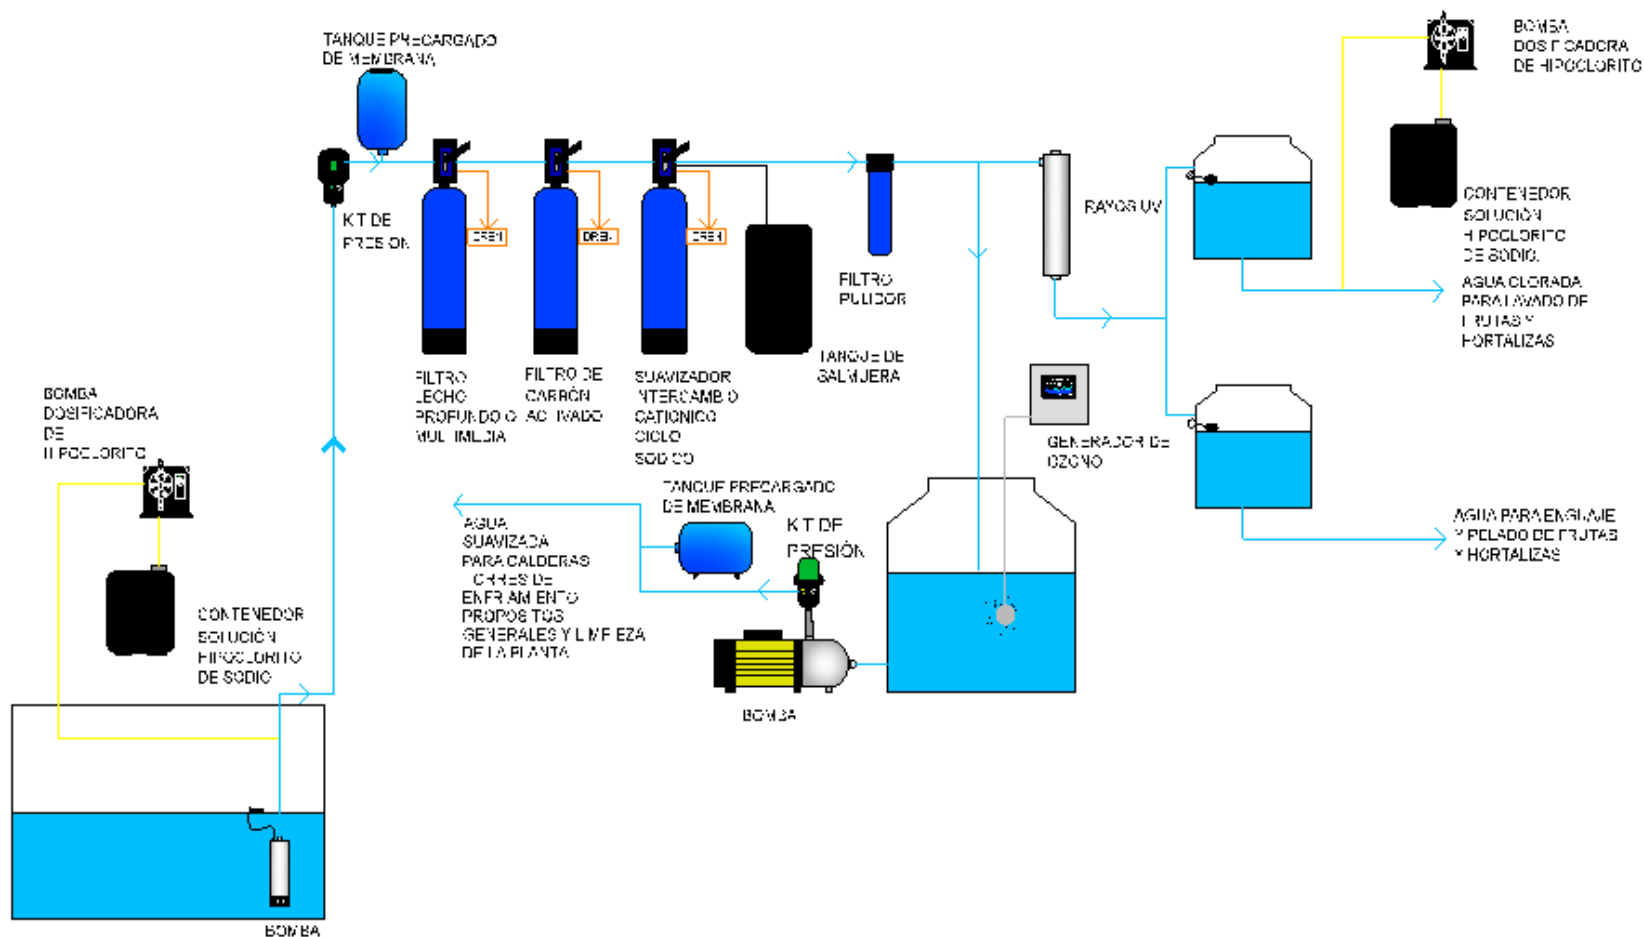 TANQUE PRECARGADO
DE MEMBRANA
KIT DE
PRESION
DREN
DREN
DREN
FILTRO
LECHO
PROFUNDO O
MULTIMEDIA
FILTRO DE
CARBÓN
ACTIVADO
SUAVIZADOR
INTERCAMBIO
CATIONICO
CICLO
SODICO
TANQUE DE
SALMUERA
FILTRO
PULIDOR
RAYOS UV
BOMBA
DOSIFICADORA
DE HIPOCLORITO
CONTENEDOR
SOLUCIÓN
HIPOCLORITO
DE SODIO.
AGUA CLORADA
PARA LAVADO DE
FRUTAS Y
HORTALIZAS
GENERADOR DE
OZONO
AGUA PARA ENGUAJE
Y PELADO DE FRUTAS
Y HORTALIZAS
BOMBA
DOSIFICADORA
DE
HIPOCLORITO
CONTENEDOR
SOLUCIÓN
HIPOCLORITO
DE SODIO
BOMBA
TANQUE PRECARGADO
DE MEMBRANA
KIT DE
PRESIÓN
AGUA
SUAVIZADA
PARA CALDERAS
TORRES DE
ENFRIAMIENTO
PROPOSITOS
GENERALES Y LIMPIEZA
DE LA PLANTA
BOMBA